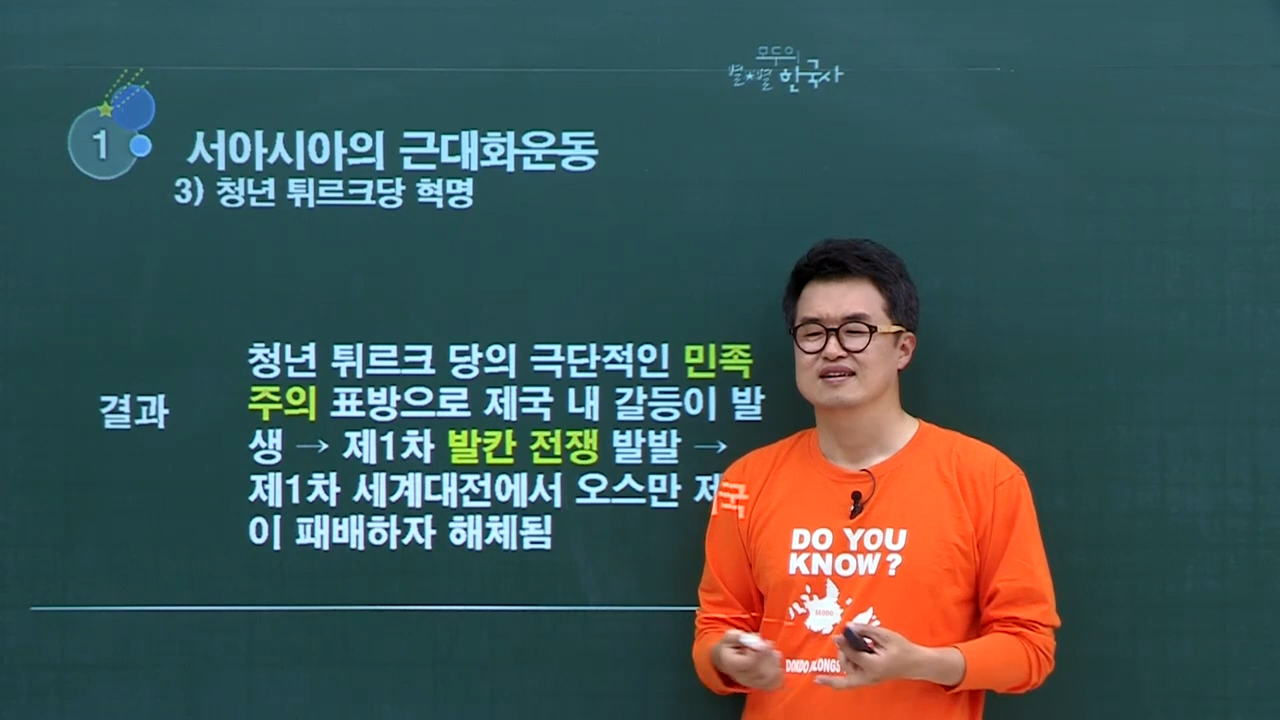 모두의
별★별 한국사
1
서아시아의 근대화운동
3) 청년 튀르크당 혁명
결과
청년 튀르크 당의 극단적인 민족
주의 표방으로 제국 내 갈등이 발
생 → 제1차 발칸 전쟁 발발 →
제1차 세계대전에서 오스만 제국
이 패배하자 해체됨
DO YOU
KNOW?